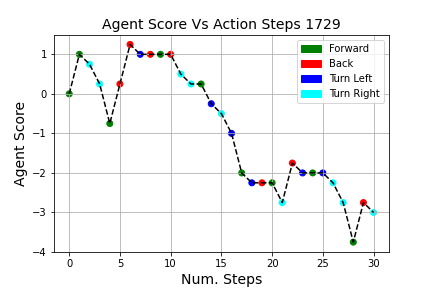 Agent Score Vs Action Steps 1729
Forward
Back
Turn Left
Turn Right
Agent Score
1
0
−1
−2
−3
−4
0 5 10 15 20 25 30
Num. Steps